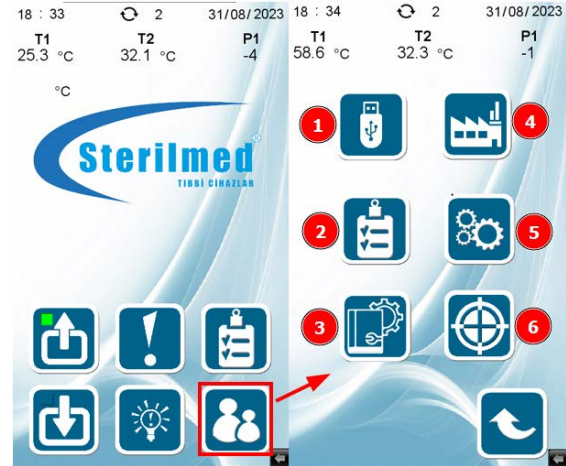 18 : 33 2 31/08/2023
T1 T2 P1
25.3 °C 32.1 °C -4
°C
Sterilmed®
TIBBİ CİHAZLAR
18 : 34 2 31/08/2023
T1 T2 P1
58.6 °C 32.3 °C -1
1
4
2
5
3
6